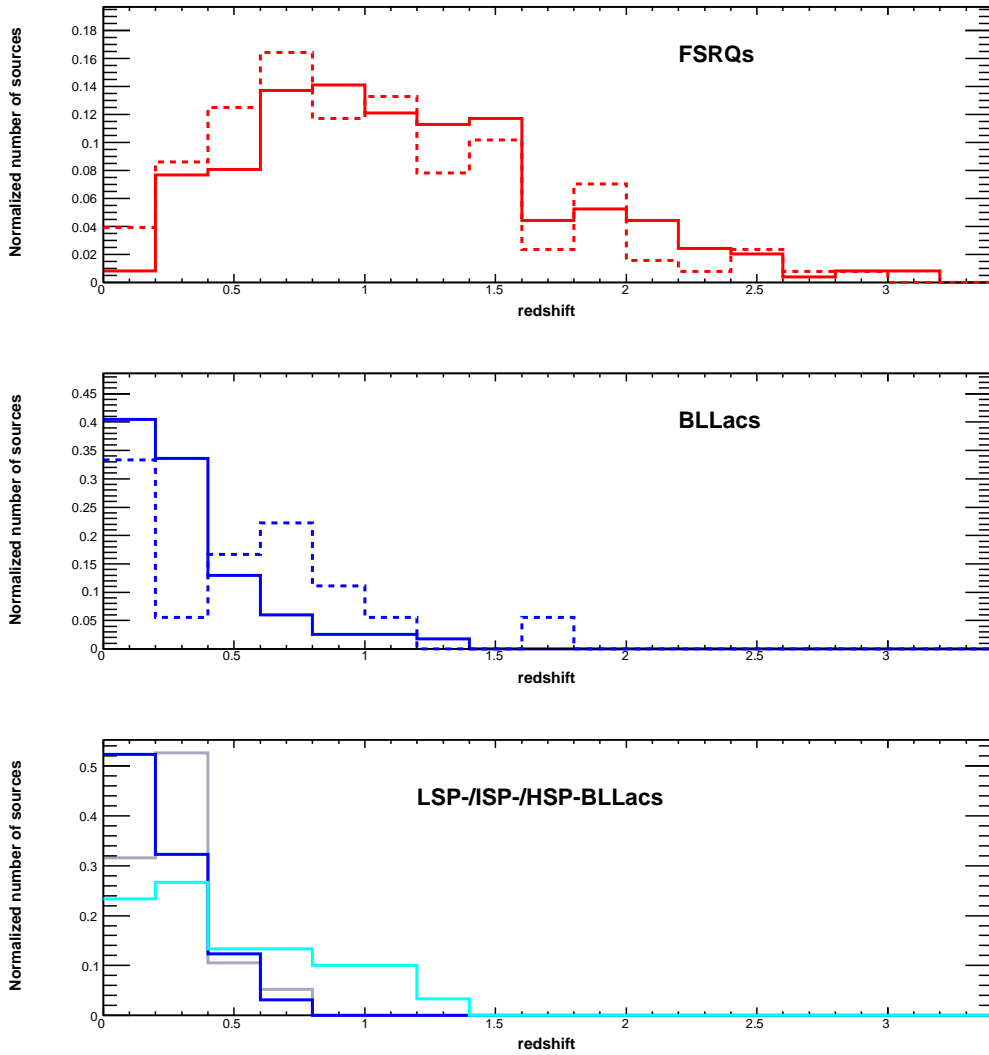 Normalized number of sources
FSRQs
0.18
0.16
0.14
0.12
0.1
0.08
0.06
0.04
0.02
0
0 0.5 1 1.5 2 2.5 3
redshift
Normalized number of sources
BLLacs
0.45
0.4
0.35
0.3
0.25
0.2
0.15
0.1
0.05
0
0 0.5 1 1.5 2 2.5 3
redshift
Normalized number of sources
LSP-/ISP-/HSP-BLLacs
0.5
0.4
0.3
0.2
0.1
0
0 0.5 1 1.5 2 2.5 3
redshift